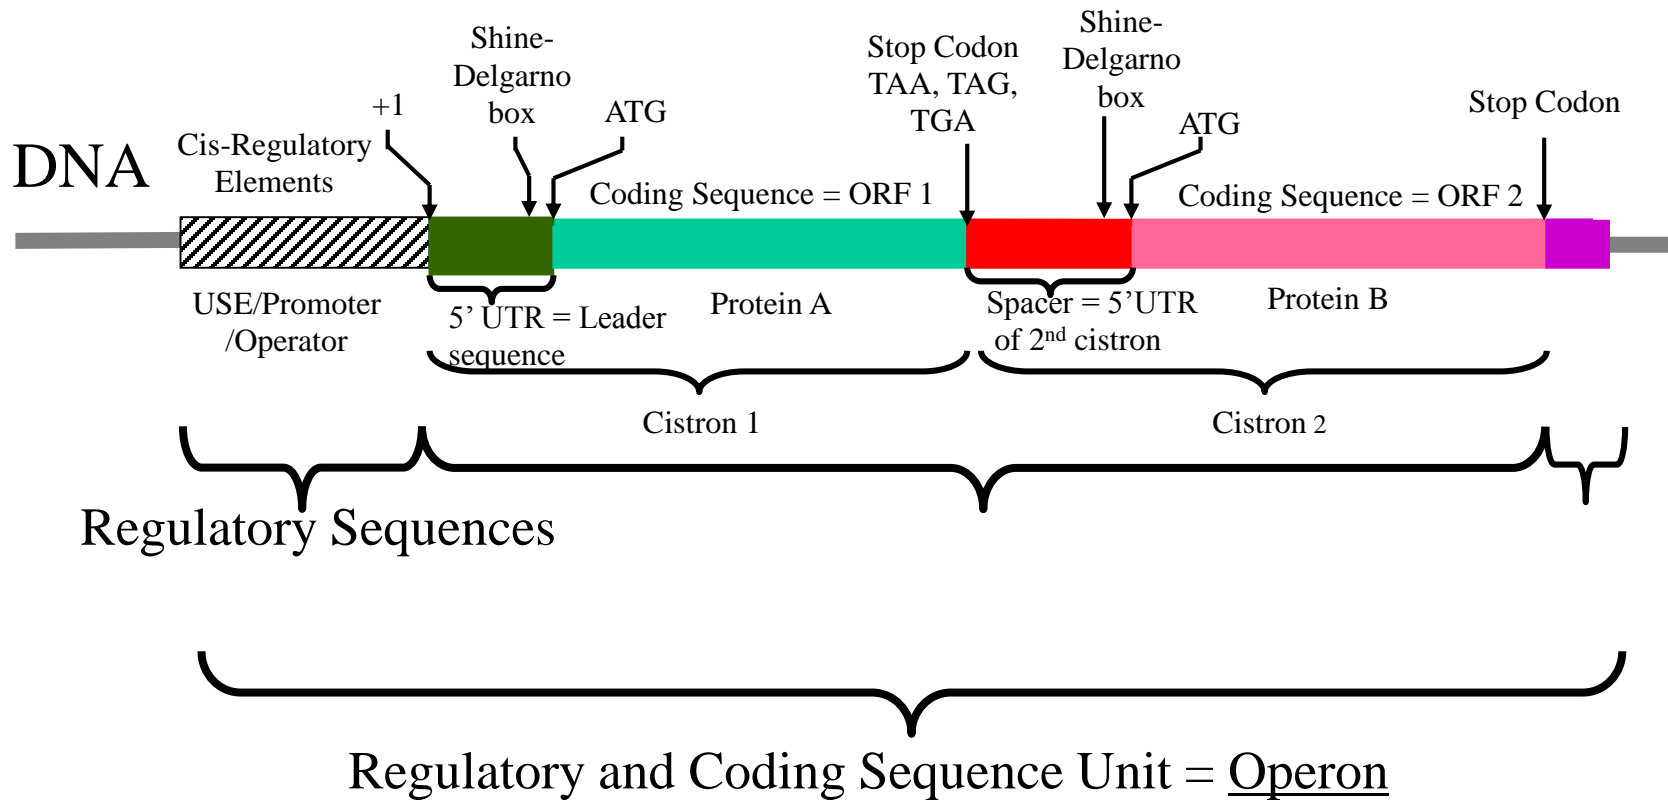 Shine-
Delgarno
box
+1
ATG
Stop Codon
TAA, TAG,
TGA
Shine-
Delgarno
box
ATG
Stop Codon
DNA
Cis-Regulatory
Elements
Coding Sequence = ORF 1
Coding Sequence = ORF 2
USE/Promoter
/Operator
5’ UTR = Leader
sequence
Protein A
Spacer = 5’UTR
of 2nd cistron
Protein B
Cistron 1
Cistron 2
Regulatory Sequences
Regulatory and Coding Sequence Unit = Operon